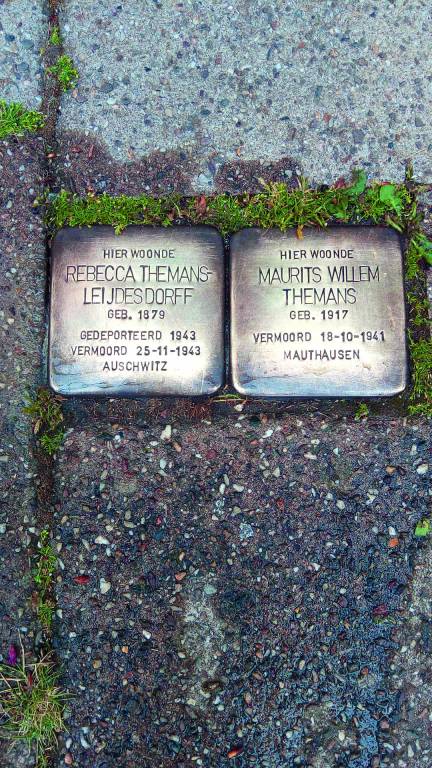 HIER WOONDE
REBECCA THEMANS-
LEIJDESDORFF
GEB. 1879
GEDEPORTEERD 1943
VERMOORD 25-11-1943
AUSCHWITZ
HIER WOONDE
MAURITS WILLEM
THEMANS
GEB. 1917
VERMOORD 18-10-1941
MAUTHAUSEN